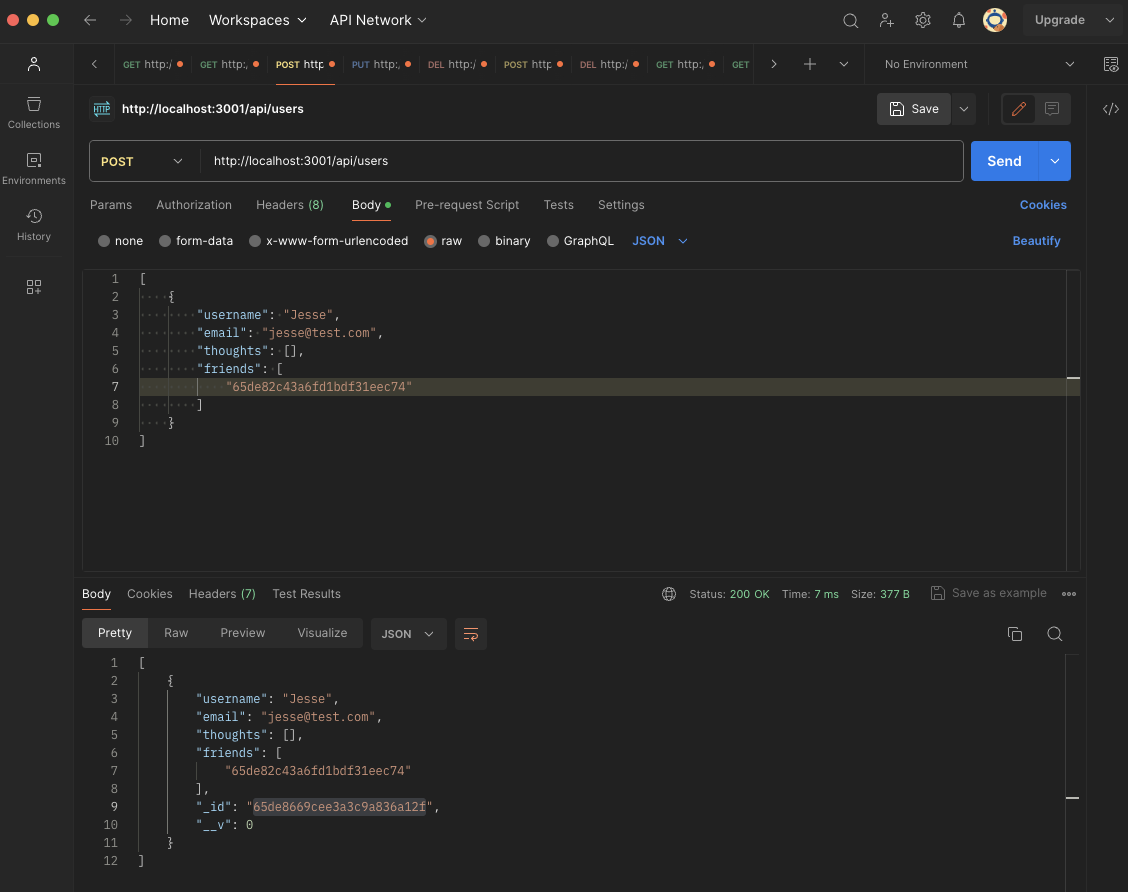 Home Workspaces API Network Upgrade
GET http:/ GET http:, POST http PUT http:, DEL http:/ POST http DEL http:/ GET http:, GET No Environment
Collections
Environments
History
HTTP http://localhost:3001/api/users Save
POST http://localhost:3001/api/users Send
Params Authorization Headers (8) Body Pre-request Script Tests Settings Cookies
none form-data x-www-form-urlencoded raw binary GraphQL JSON Beautify
1 [
2 {
3 "username": "Jesse",
4 "email": "jesse@test.com",
5 "thoughts": [],
6 "friends": [
7 "65de82c43a6fd1bdf31eec74"
8 ]
9 }
10 ]
Body Cookies Headers (7) Test Results Status: 200 OK Time: 7 ms Size: 377 B Save as example
Pretty Raw Preview Visualize JSON
1 [
2 {
3 "username": "Jesse",
4 "email": "jesse@test.com",
5 "thoughts": [],
6 "friends": [
7 "65de82c43a6fd1bdf31eec74"
8 ],
9 "_id": "65de8669cee3a3c9a836a12f",
10 "__v": 0
11 }
12 ]